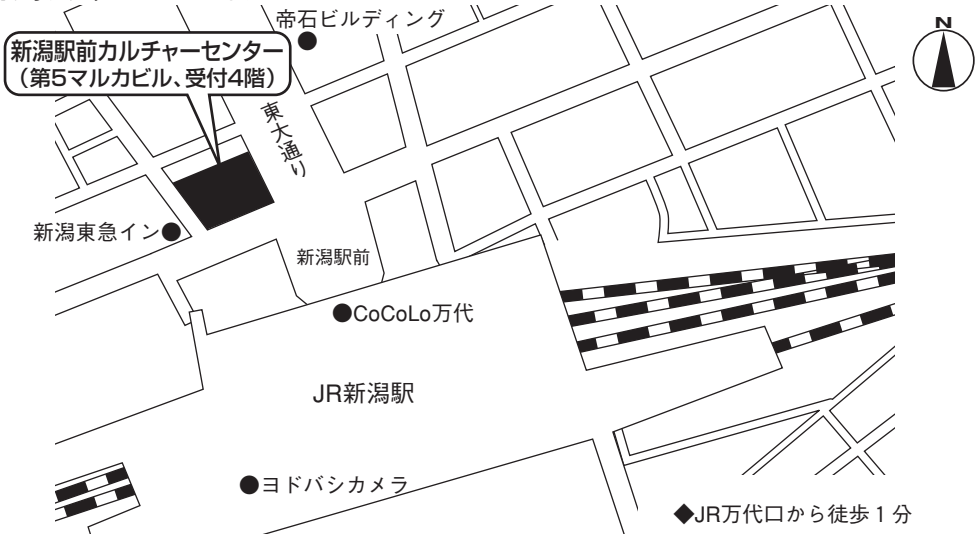 帝石ビルディング
新潟駅前カルチャーセンター
（第5マルカビル、受付4階）
N
東大通り
新潟東急イン
新潟駅前
CoCoLo万代
JR新潟駅
ヨドバシカメラ
◆JR万代口から徒歩1分